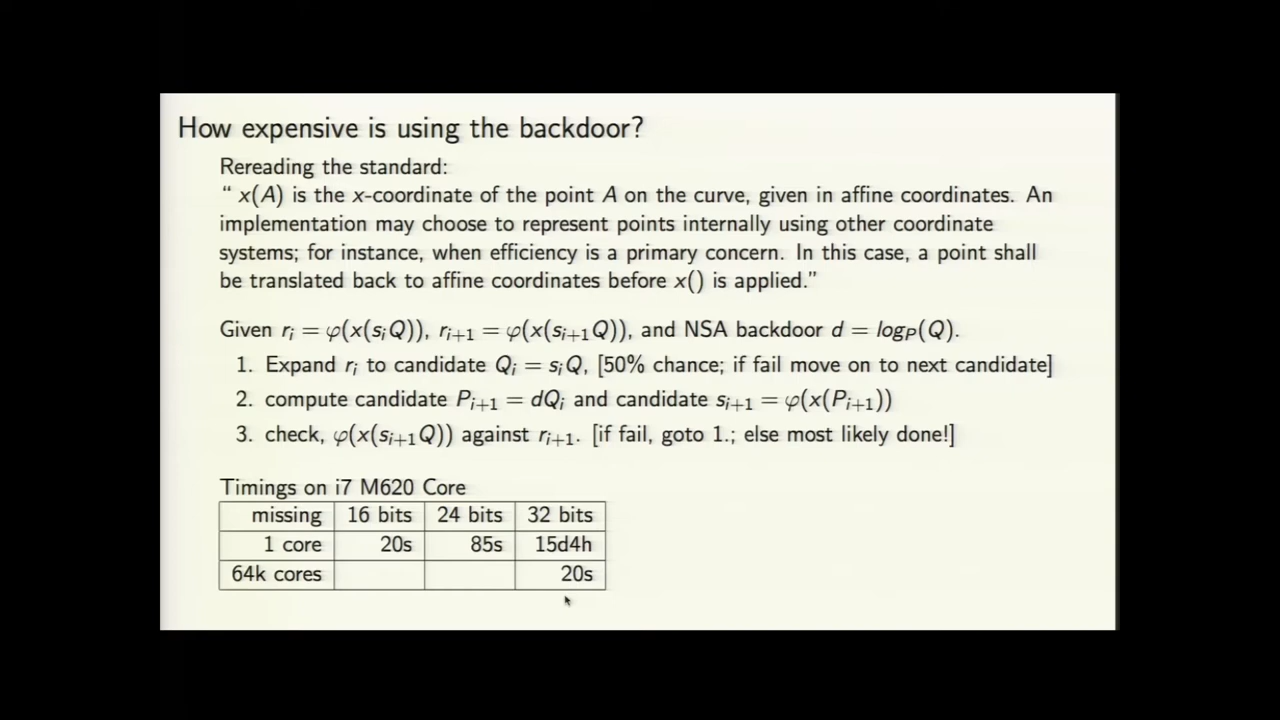 How expensive is using the backdoor?
Rereading the standard:
“ x(A) is the x-coordinate of the point A on the curve, given in affine coordinates. An
implementation may choose to represent points internally using other coordinate
systems; for instance, when efficiency is a primary concern. In this case, a point shall
be translated back to affine coordinates before x() is applied.”
Given rᵢ = φ(x(sᵢQ)), rᵢ₊₁ = φ(x(sᵢ₊₁Q)), and NSA backdoor d = logP(Q).
1. Expand rᵢ to candidate Qᵢ = sᵢQ, [50% chance; if fail move on to next candidate]
2. compute candidate Pᵢ₊₁ = dQᵢ and candidate sᵢ₊₁ = φ(x(Pᵢ₊₁))
3. check, φ(x(sᵢ₊₁Q)) against rᵢ₊₁. [if fail, goto 1.; else most likely done!]
Timings on i7 M620 Core
missing 16 bits 24 bits 32 bits
1 core 20s 85s 15d4h
64k cores 20s